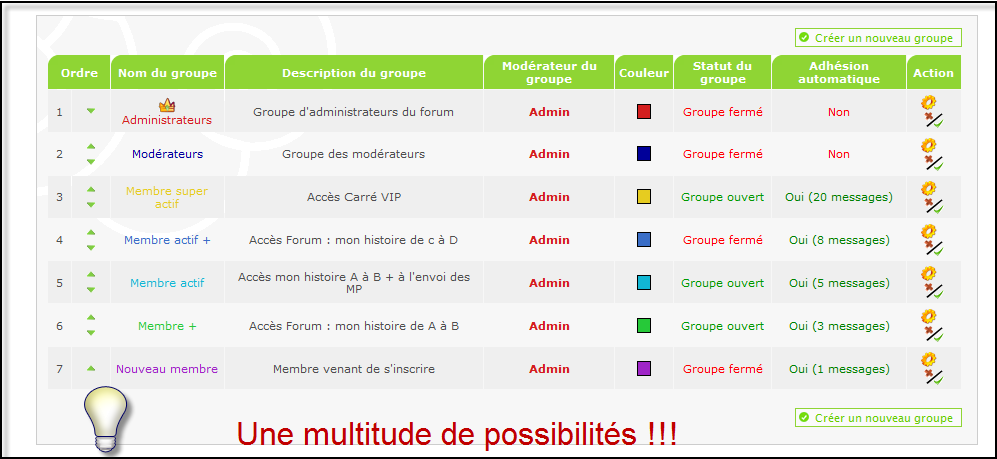 Créer un nouveau groupe
Ordre Nom du groupe Description du groupe Modérateur du groupe Couleur Statut du groupe Adhésion automatique Action
1 Administrateurs Groupe d'administrateurs du forum Admin Groupe fermé Non
2 Modérateurs Groupe des modérateurs Admin Groupe fermé Non
3 Membre super actif Accès Carré VIP Admin Groupe ouvert Oui (20 messages)
4 Membre actif + Accès Forum : mon histoire de c à D Admin Groupe fermé Oui (8 messages)
5 Membre actif Accès mon histoire A à B + à l'envoi des MP Admin Groupe ouvert Oui (5 messages)
6 Membre + Accès Forum : mon histoire de A à B Admin Groupe ouvert Oui (3 messages)
7 Nouveau membre Membre venant de s'inscrire Admin Groupe fermé Oui (1 messages)
Créer un nouveau groupe
Une multitude de possibilités !!!